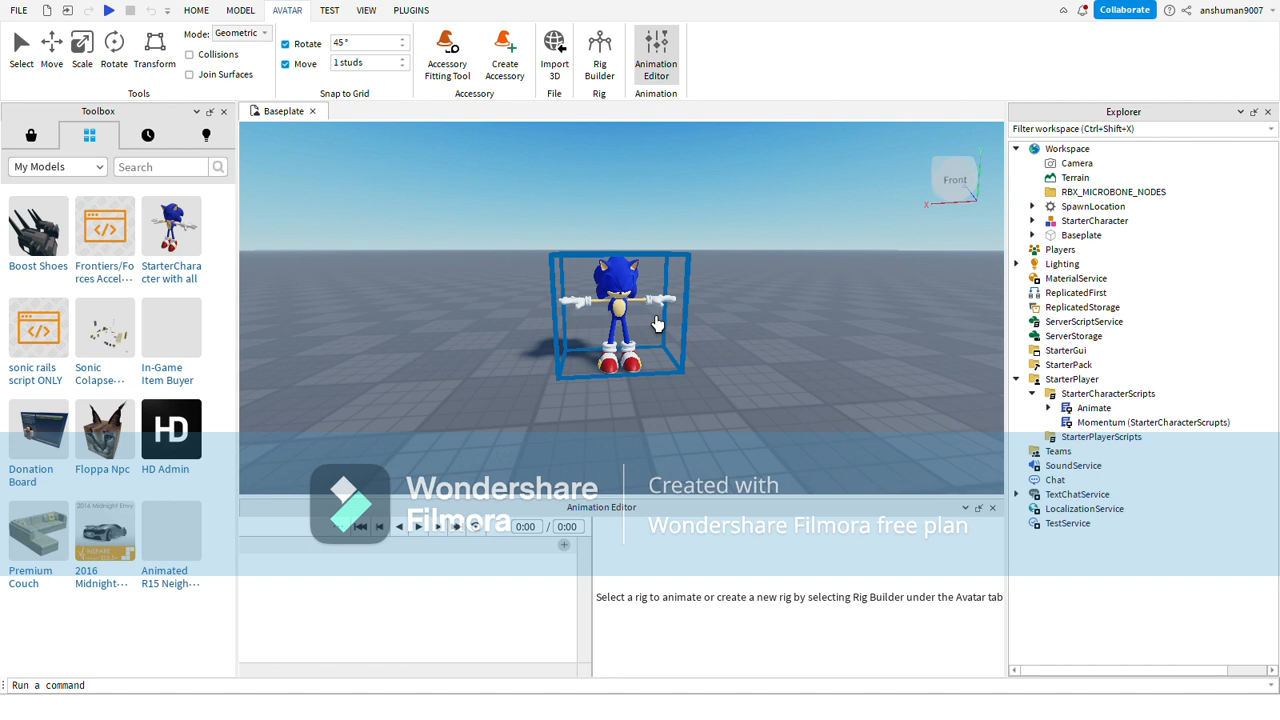 FILE HOME MODEL AVATAR TEST VIEW PLUGINS Collaborate anshuman9007
Select Move Scale Rotate Transform
Mode: Geometric
Collisions
Join Surfaces
Tools
Rotate 45°
Move 1 studs
Snap to Grid
Accessory Fitting Tool
Create Accessory
Accessory
Import 3D
File
Rig Builder
Rig
Animation Editor
Animation
Toolbox
My Models Search
Boost Shoes
Frontiers/Fo
rces Accel···
StarterChara
cter with all
sonic rails
script ONLY
Sonic
Colapse···
In-Game
Item Buyer
HD
Donation
Board
Floppa Npc
HD Admin
2016 Midnight Envy
Premium
Couch
2016
Midnight···
Animated
R15 Neigh···
Baseplate
Front
X
Wondershare
Filmora
Created with
Wondershare Filmora free plan
Animation Editor
0:00 / 0:00
Select a rig to animate or create a new rig by selecting Rig Builder under the Avatar tab
Explorer
Filter workspace (Ctrl+Shift+X)
Workspace
Camera
Terrain
RBX_MICROBONE_NODES
SpawnLocation
StarterCharacter
Baseplate
Players
Lighting
MaterialService
ReplicatedFirst
ReplicatedStorage
ServerScriptService
ServerStorage
StarterGui
StarterPack
StarterPlayer
StarterCharacterScripts
Animate
Momentum (StarterCharacterScrupts)
StarterPlayerScripts
Teams
SoundService
Chat
TextChatService
LocalizationService
TestService
Run a command